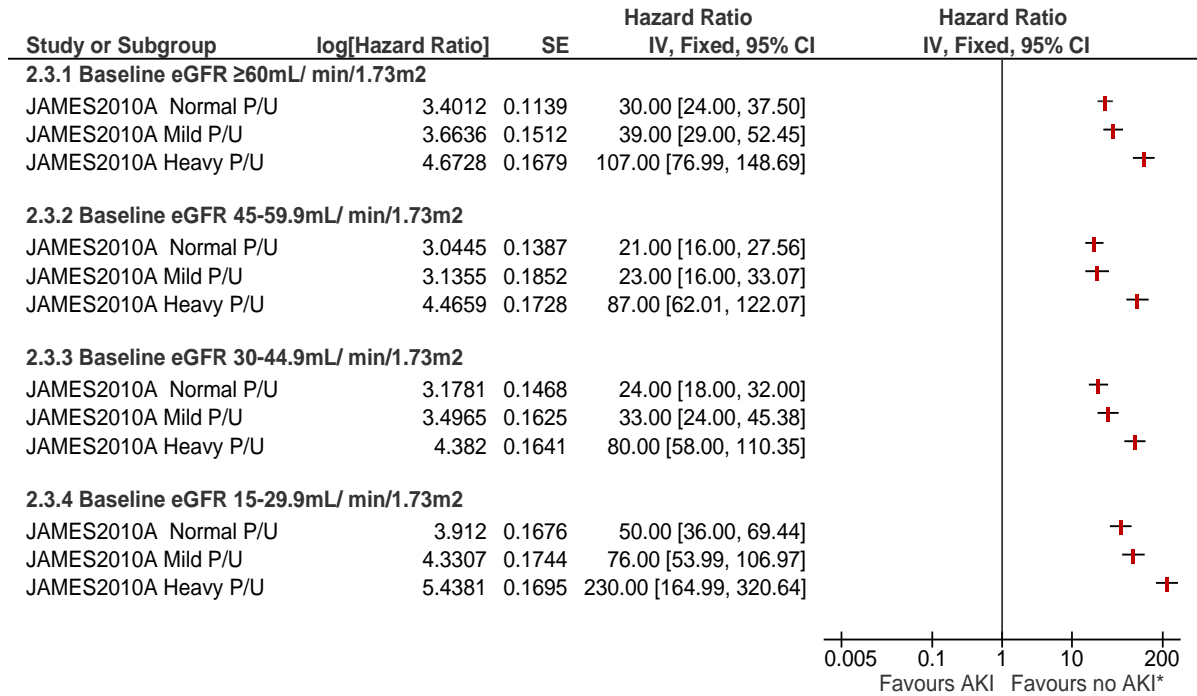 Hazard Ratio Hazard Ratio
Study or Subgroup log[Hazard Ratio] SE IV, Fixed, 95% CI IV, Fixed, 95% CI
2.3.1 Baseline eGFR ≥60mL/ min/1.73m2
JAMES2010A Normal P/U 3.4012 0.1139 30.00 [24.00, 37.50]
JAMES2010A Mild P/U 3.6636 0.1512 39.00 [29.00, 52.45]
JAMES2010A Heavy P/U 4.6728 0.1679 107.00 [76.99, 148.69]
2.3.2 Baseline eGFR 45-59.9mL/ min/1.73m2
JAMES2010A Normal P/U 3.0445 0.1387 21.00 [16.00, 27.56]
JAMES2010A Mild P/U 3.1355 0.1852 23.00 [16.00, 33.07]
JAMES2010A Heavy P/U 4.4659 0.1728 87.00 [62.01, 122.07]
2.3.3 Baseline eGFR 30-44.9mL/ min/1.73m2
JAMES2010A Normal P/U 3.1781 0.1468 24.00 [18.00, 32.00]
JAMES2010A Mild P/U 3.4965 0.1625 33.00 [24.00, 45.38]
JAMES2010A Heavy P/U 4.382 0.1641 80.00 [58.00, 110.35]
2.3.4 Baseline eGFR 15-29.9mL/ min/1.73m2
JAMES2010A Normal P/U 3.912 0.1676 50.00 [36.00, 69.44]
JAMES2010A Mild P/U 4.3307 0.1744 76.00 [53.99, 106.97]
JAMES2010A Heavy P/U 5.4381 0.1695 230.00 [164.99, 320.64]
0.005 0.1 1 10 200
Favours AKI Favours no AKI*